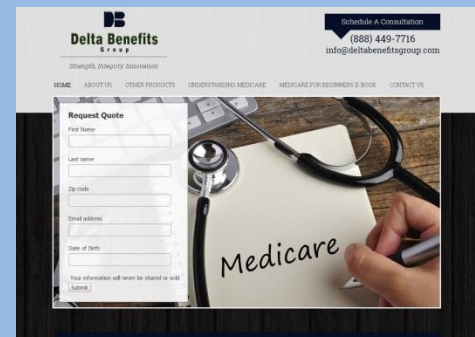 Delta Benefits
Group
Strength. Integrity. Innovation
Schedule A Consultation
(888) 449-7716
info@deltabenefitsgroup.com
HOME ABOUT US OTHER PRODUCTS UNDERSTANDING MEDICARE MEDICARE FOR BEGINNERS E-BOOK CONTACT US
Request Quote
First Name
Last name
Zip code
Email address
Date of Birth
Your information will never be shared or sold
Submit
Medicare